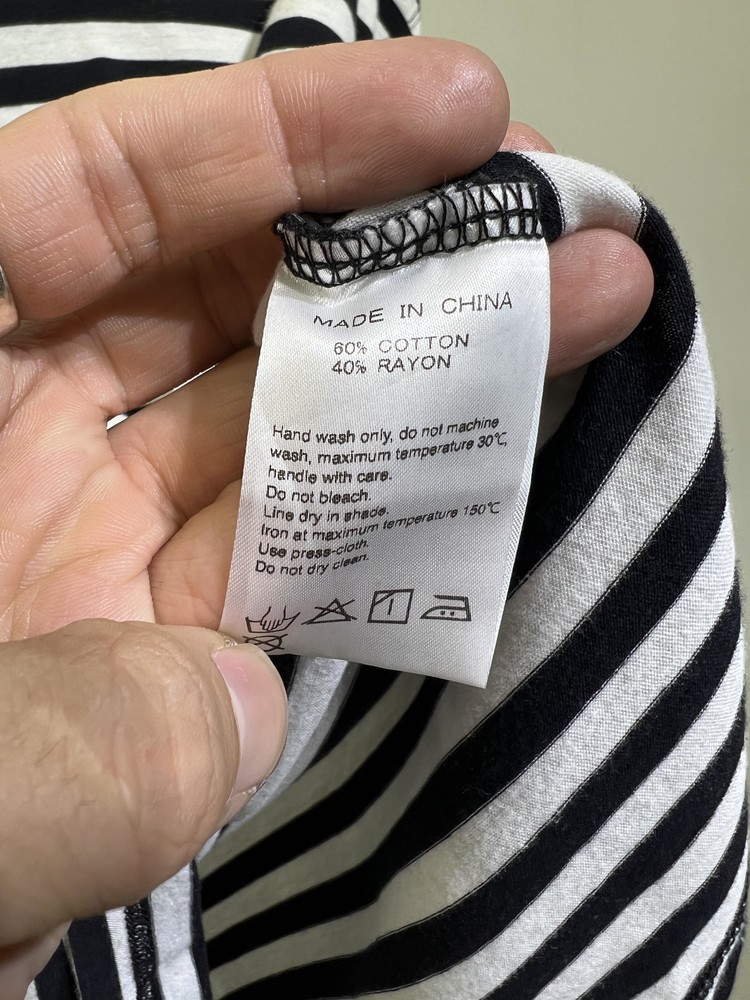 MADE IN CHINA
60% COTTON
40% RAYON
Hand wash only, do not machine
wash, maximum temperature 30℃,
handle with care.
Do not bleach.
Line dry in shade.
Iron at maximum temperature 150℃
Use press-cloth.
Do not dry clean.